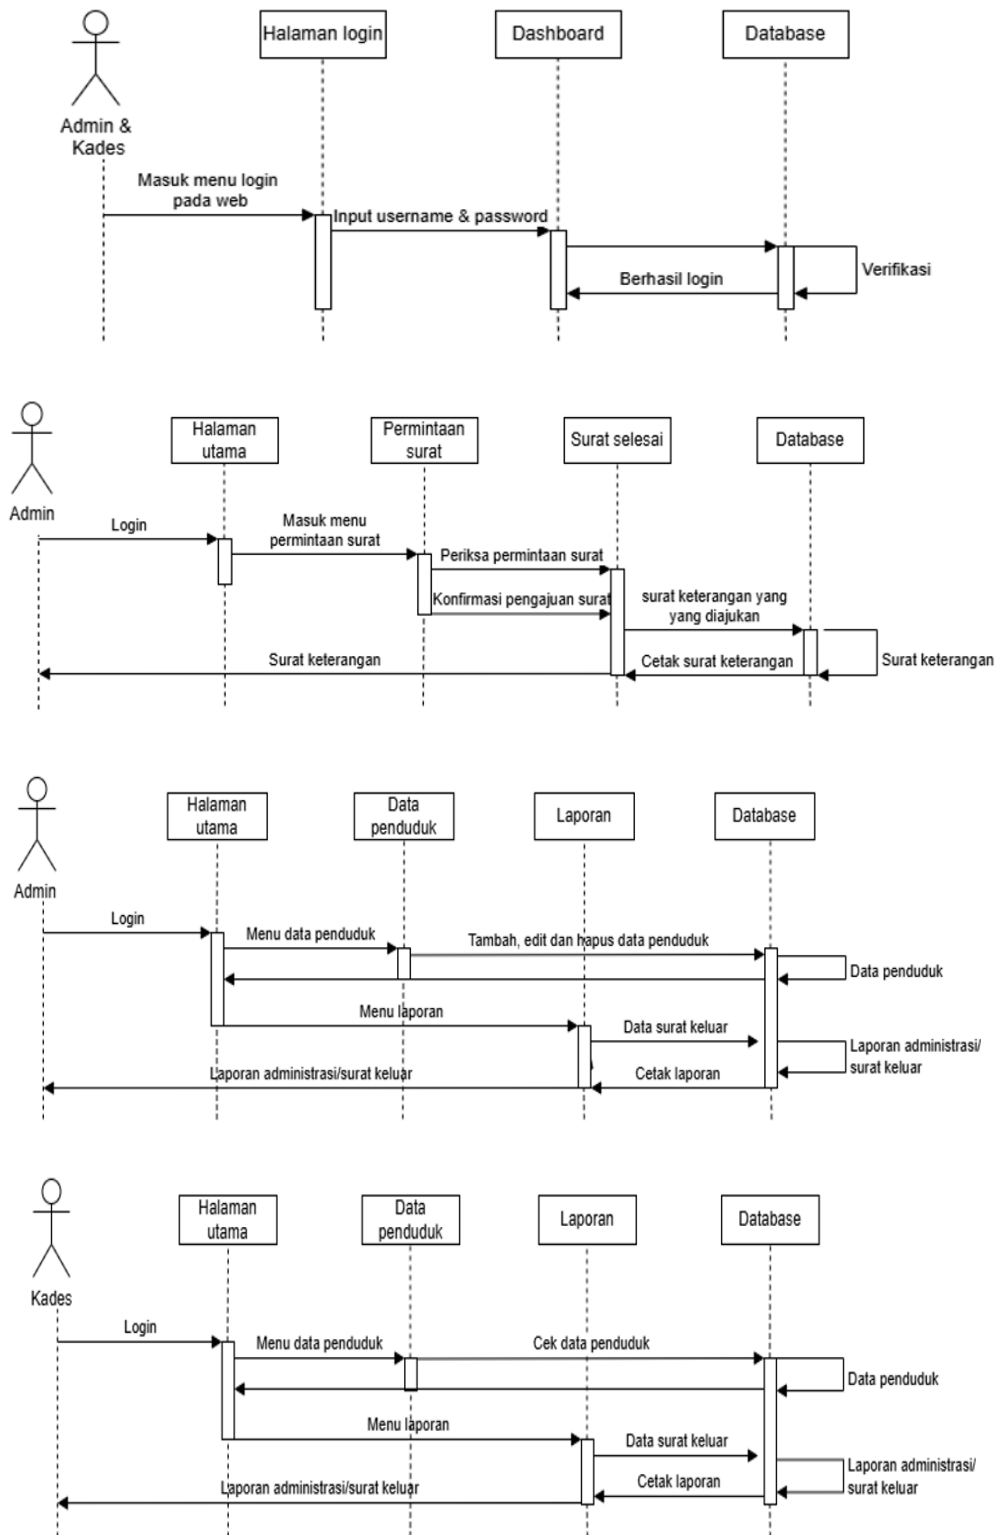 Halaman login
Dashboard
Database
Admin &
Kades
Masuk menu login
pada web
Input username & password
Berhasil login
Verifikasi
Halaman
utama
Permintaan
surat
Surat selesai
Database
Admin
Login
Masuk menu
permintaan surat
Periksa permintaan surat
Konfirmasi pengajuan surat
surat keterangan yang
yang diajukan
Surat keterangan
Cetak surat keterangan
Surat keterangan
Halaman
utama
Data
penduduk
Laporan
Database
Admin
Login
Menu data penduduk
Tambah, edit dan hapus data penduduk
Data penduduk
Menu laporan
Data surat keluar
Laporan administrasi/
surat keluar
Laporan administrasi/surat keluar
Cetak laporan
Halaman
utama
Data
penduduk
Laporan
Database
Kades
Login
Menu data penduduk
Cek data penduduk
Data penduduk
Menu laporan
Data surat keluar
Laporan administrasi/
surat keluar
Cetak laporan
Laporan administrasi/surat keluar